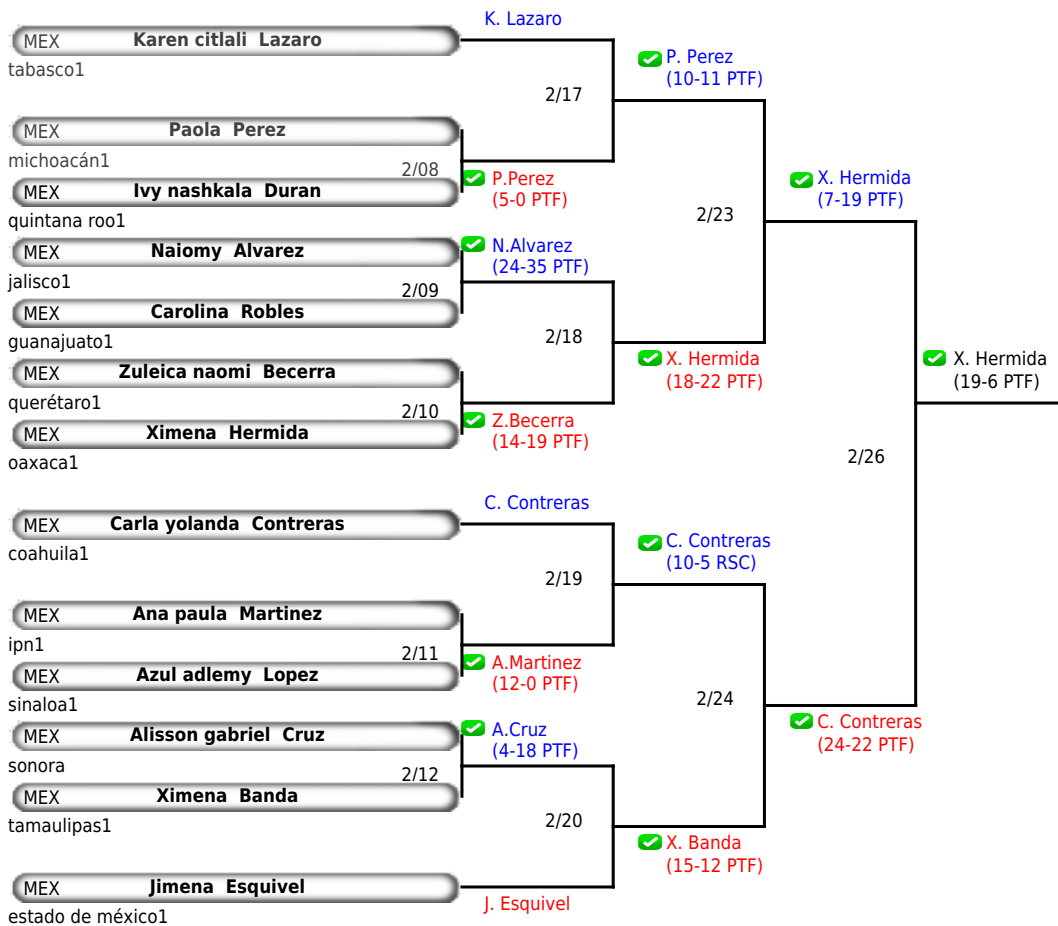 K. Lazaro
MEX Karen citlali Lazaro
tabasco1
P. Perez
(10-11 PTF)
2/17
MEX Paola Perez
michoacán1
2/08
P.Perez
(5-0 PTF)
MEX Ivy nashkala Duran
quintana roo1
X. Hermida
(7-19 PTF)
2/23
MEX Naiomy Alvarez
jalisco1
N.Alvarez
(24-35 PTF)
2/09
MEX Carolina Robles
guanajuato1
2/18
X. Hermida
(18-22 PTF)
MEX Zuleica naomi Becerra
querétaro1
2/10
Z.Becerra
(14-19 PTF)
MEX Ximena Hermida
oaxaca1
X. Hermida
(19-6 PTF)
2/26
C. Contreras
MEX Carla yolanda Contreras
coahuila1
C. Contreras
(10-5 RSC)
2/19
MEX Ana paula Martinez
ipn1
2/11
A.Martinez
(12-0 PTF)
MEX Azul adlemy Lopez
sinaloa1
2/24
C. Contreras
(24-22 PTF)
MEX Alisson gabriel Cruz
sonora
A.Cruz
(4-18 PTF)
2/12
MEX Ximena Banda
tamaulipas1
2/20
X. Banda
(15-12 PTF)
MEX Jimena Esquivel
estado de méxico1
J. Esquivel